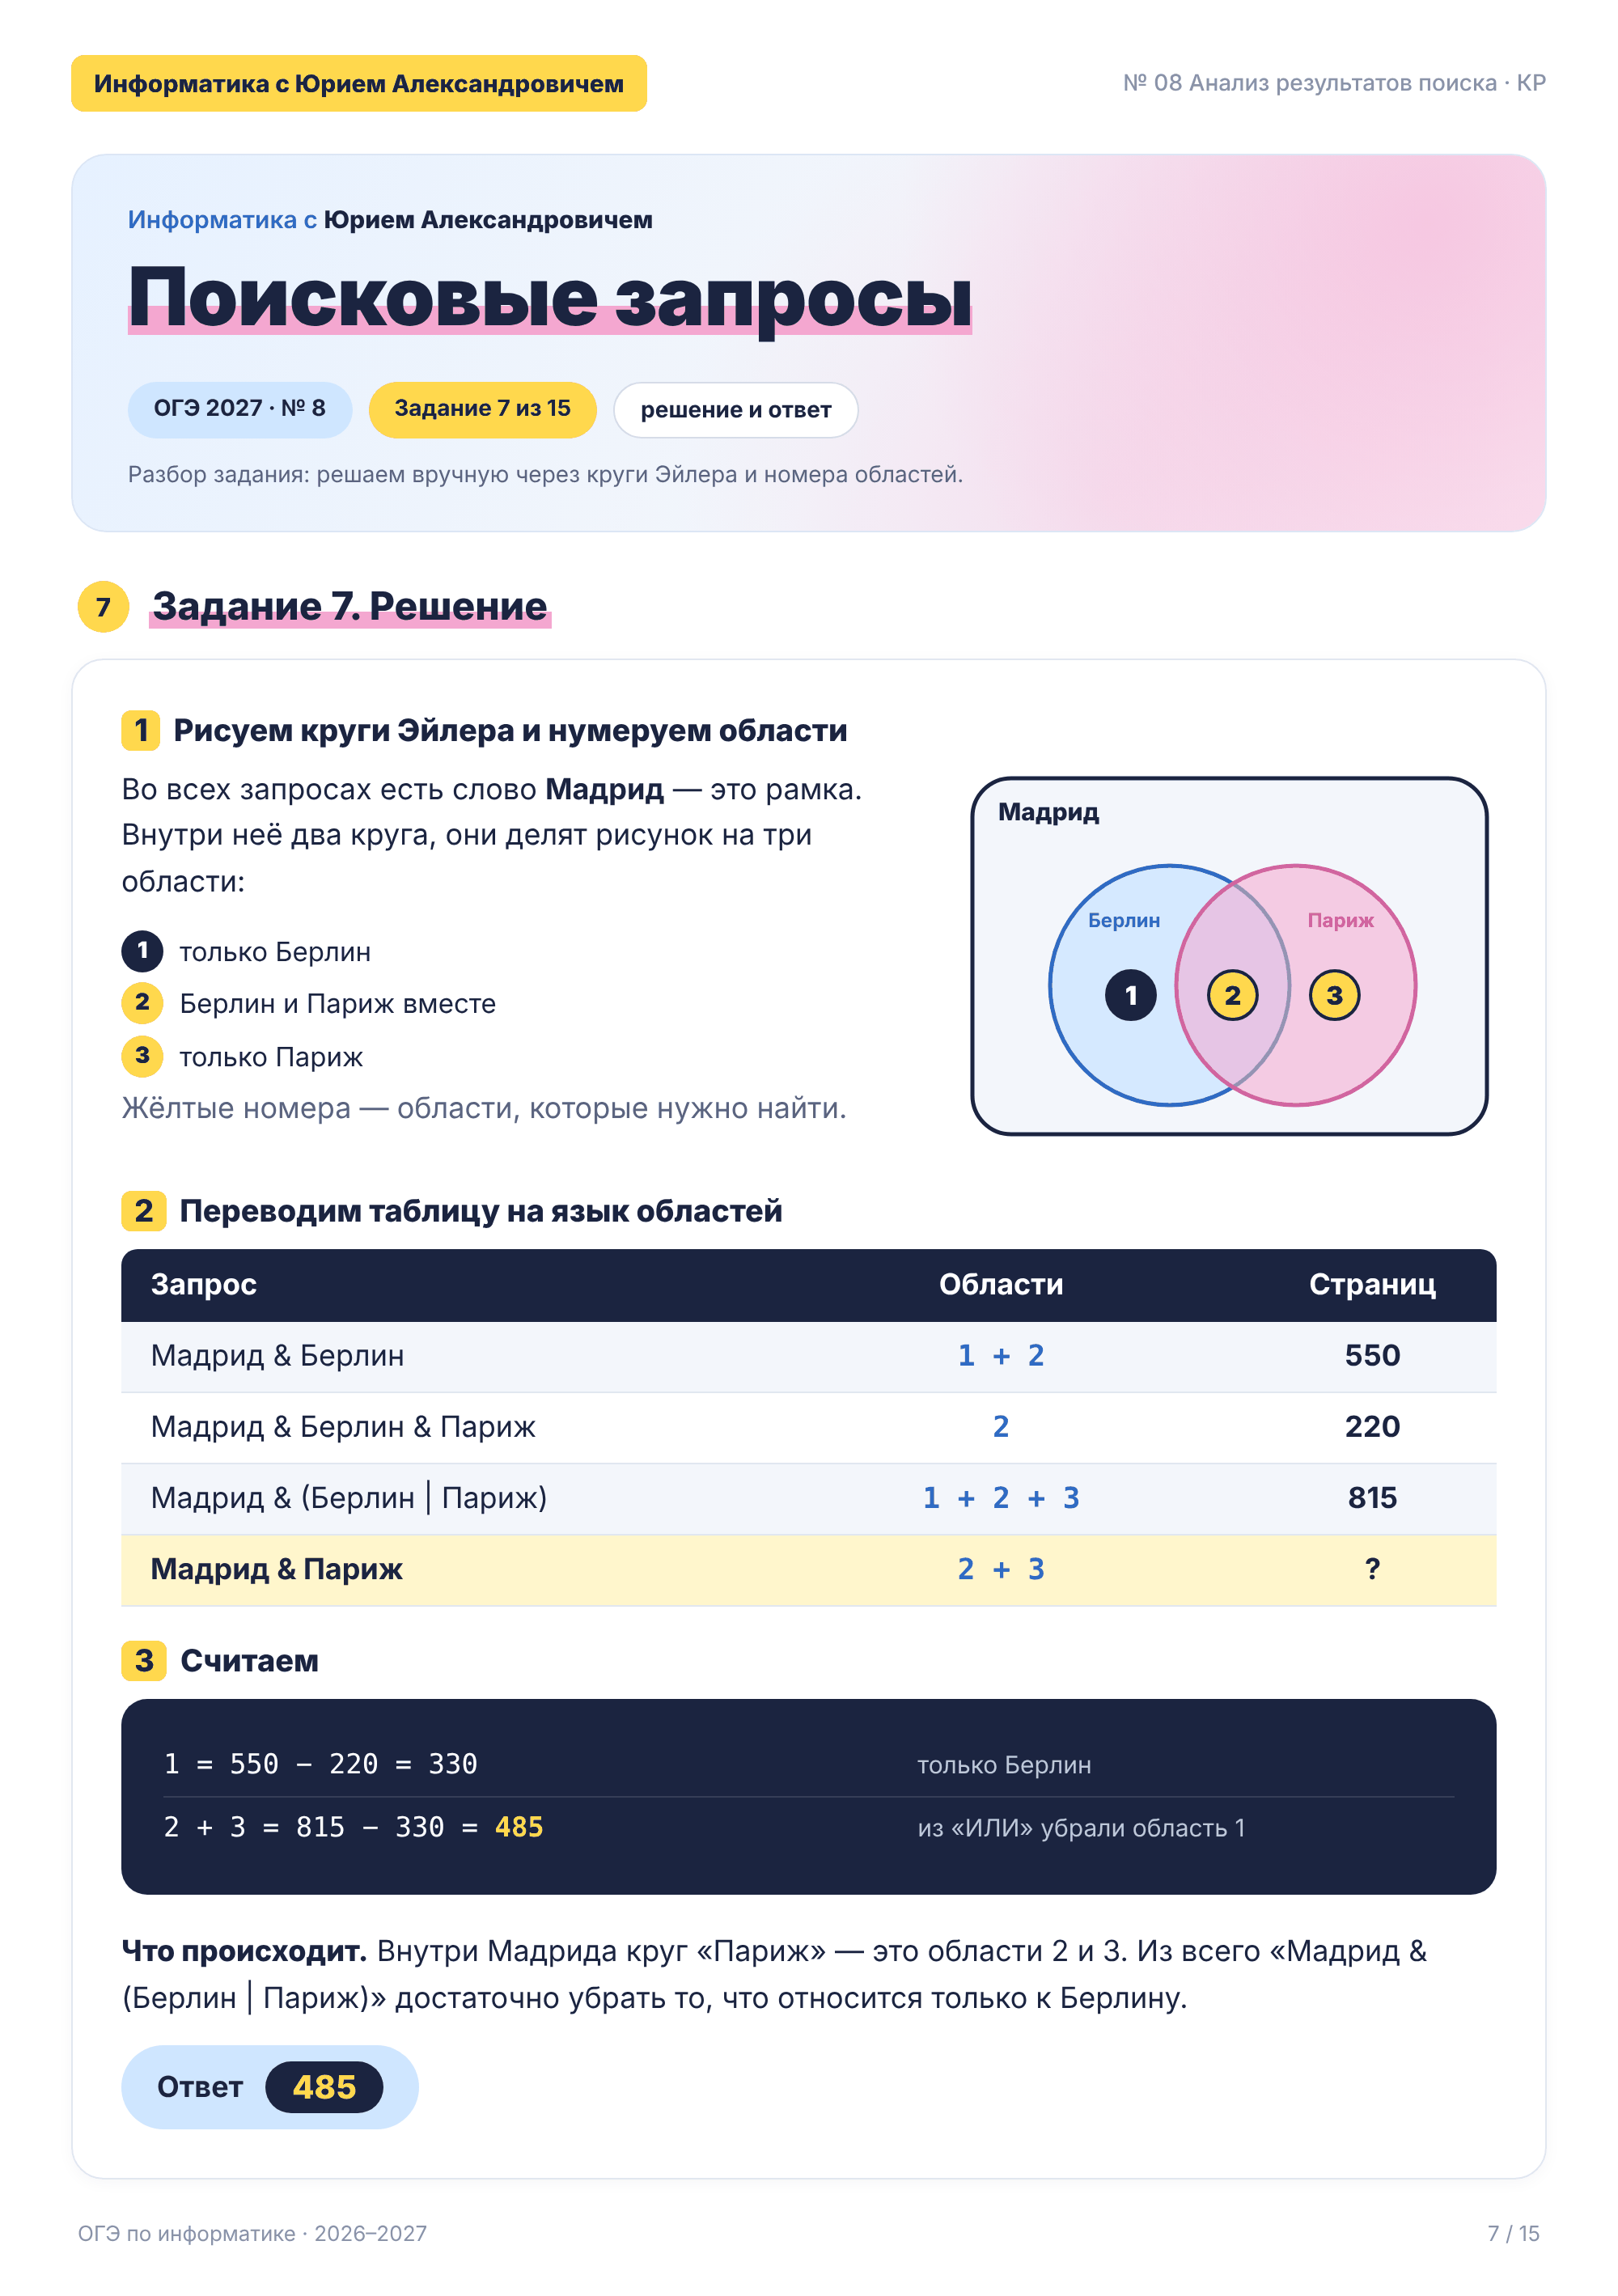 Информатика с Юрием Александровичем
№ 08 Анализ результатов поиска · КР
Информатика с Юрием Александровичем
Поисковые запросы
ОГЭ 2027 · № 8
Задание 7 из 15
решение и ответ
Разбор задания: решаем вручную через круги Эйлера и номера областей.
7 Задание 7. Решение
1 Рисуем круги Эйлера и нумеруем области
Во всех запросах есть слово Мадрид — это рамка.
Внутри неё два круга, они делят рисунок на три
области:
1 только Берлин
2 Берлин и Париж вместе
3 только Париж
Жёлтые номера — области, которые нужно найти.
Мадрид
Берлин Париж
1 2 3
2 Переводим таблицу на язык областей
Запрос Области Страниц
Мадрид & Берлин 1 + 2 550
Мадрид & Берлин & Париж 2 220
Мадрид & (Берлин | Париж) 1 + 2 + 3 815
Мадрид & Париж 2 + 3 ?
3 Считаем
1 = 550 − 220 = 330 только Берлин
2 + 3 = 815 − 330 = 485 из «ИЛИ» убрали область 1
Что происходит. Внутри Мадрида круг «Париж» — это области 2 и 3. Из всего «Мадрид &
(Берлин | Париж)» достаточно убрать то, что относится только к Берлину.
Ответ 485
ОГЭ по информатике · 2026–2027
7 / 15